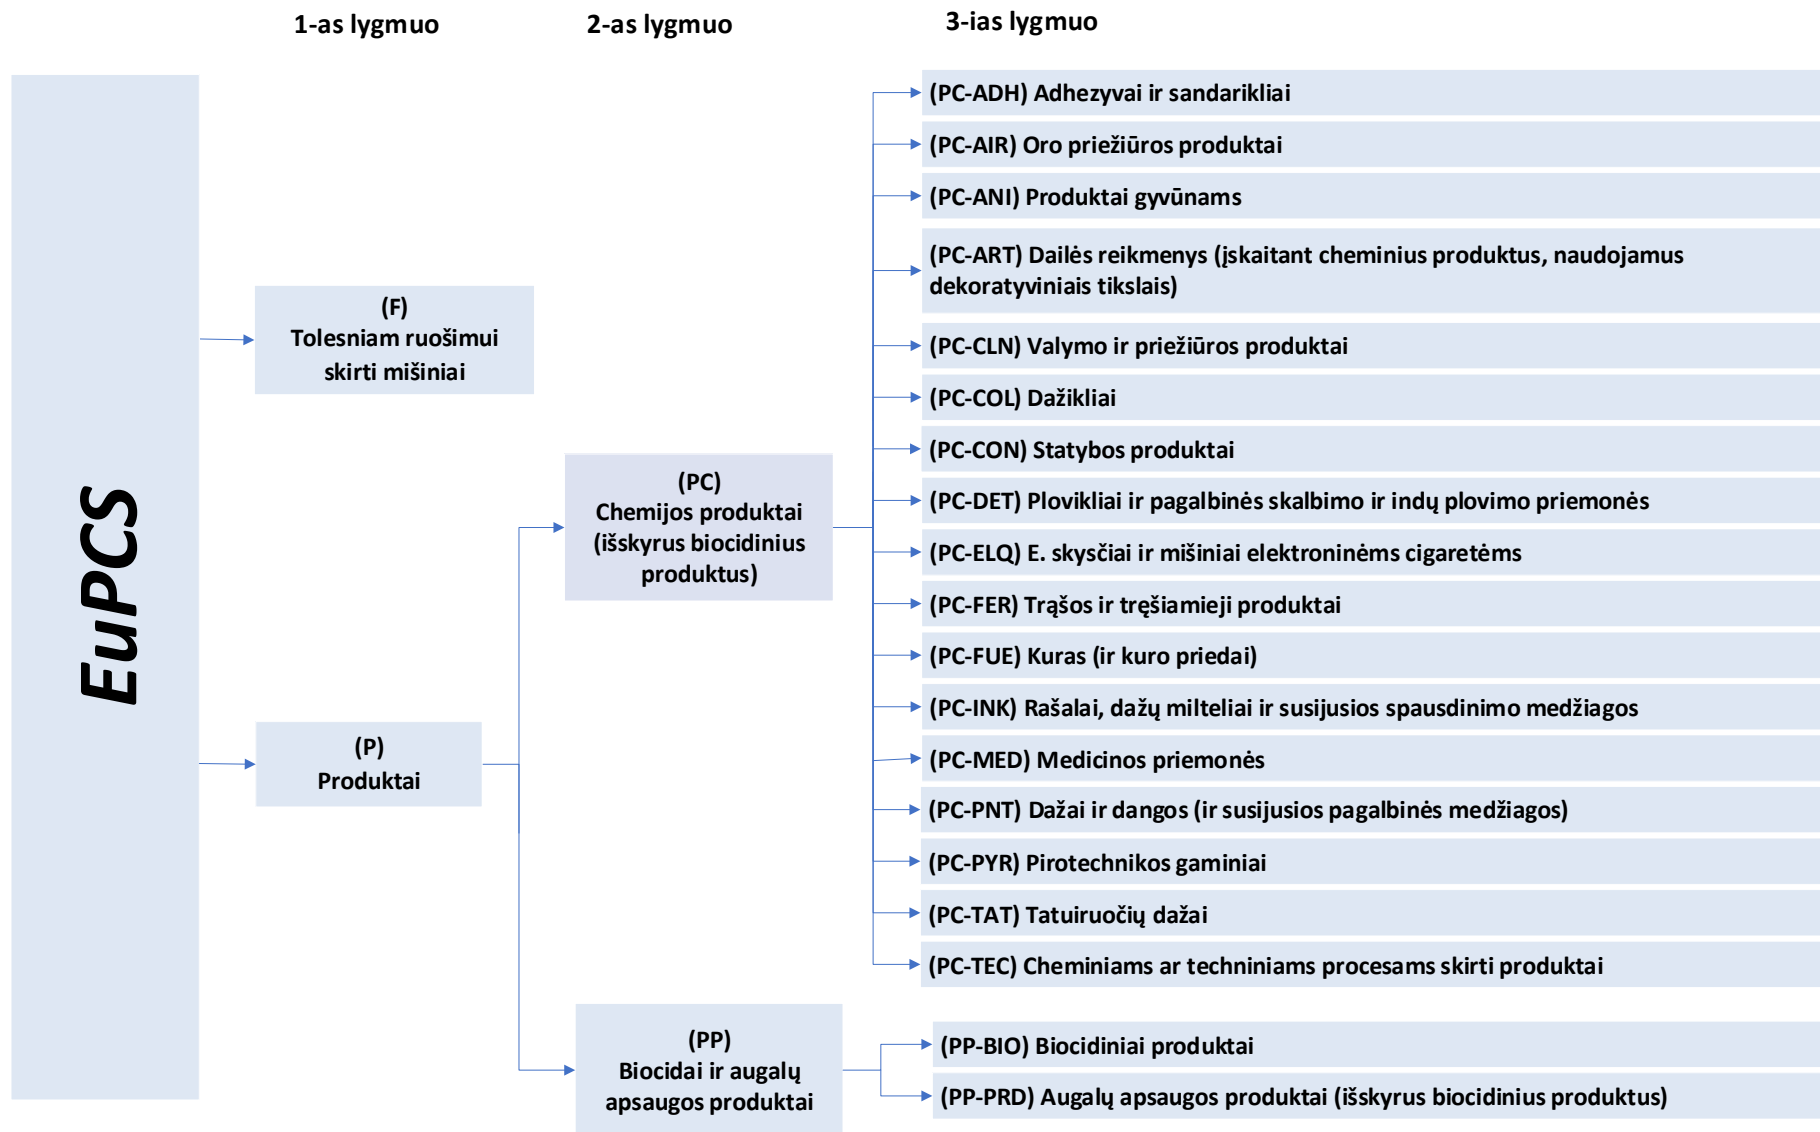 1-as lygmuo
2-as lygmuo
3-ias lygmuo
EuPCS
(F)
Tolesniam ruošimui
skirti mišiniai
(P)
Produktai
(PC)
Chemijos produktai
(išskyrus biocidinius
produktus)
(PP)
Biocidai ir augalų
apsaugos produktai
(PC-ADH) Adhezyvai ir sandarikliai
(PC-AIR) Oro priežiūros produktai
(PC-ANI) Produktai gyvūnams
(PC-ART) Dailės reikmenys (įskaitant cheminius produktus, naudojamus
dekoratyviniais tikslais)
(PC-CLN) Valymo ir priežiūros produktai
(PC-COL) Dažikliai
(PC-CON) Statybos produktai
(PC-DET) Plovikliai ir pagalbinės skalbimo ir indų plovimo priemonės
(PC-ELQ) E. skysčiai ir mišiniai elektroninėms cigaretėms
(PC-FER) Trąšos ir tręšiamieji produktai
(PC-FUE) Kuras (ir kuro priedai)
(PC-INK) Rašalai, dažų milteliai ir susijusios spausdinimo medžiagos
(PC-MED) Medicinos priemonės
(PC-PNT) Dažai ir dangos (ir susijusios pagalbinės medžiagos)
(PC-PYR) Pirotechnikos gaminiai
(PC-TAT) Tatuiruočių dažai
(PC-TEC) Cheminiams ar techniniams procesams skirti produktai
(PP-BIO) Biocidiniai produktai
(PP-PRD) Augalų apsaugos produktai (išskyrus biocidinius produktus)